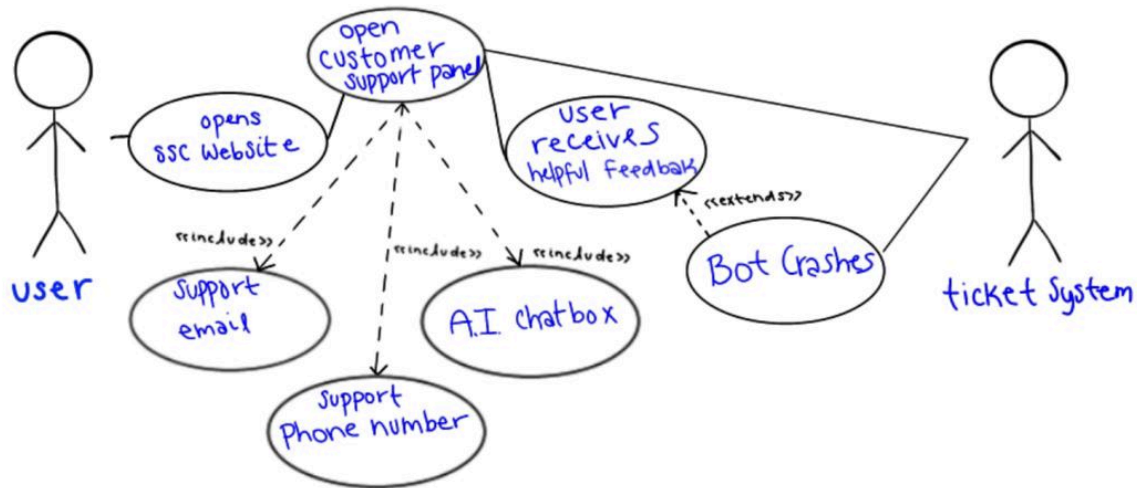 open
customer
support panel
opens
SSC website
user
receives
helpful feedbak
<<extends>>
<<include>>
<<include>>
<<include>>
Bot Crashes
user
ticket System
support
email
A.I. chatbox
support
Phone number